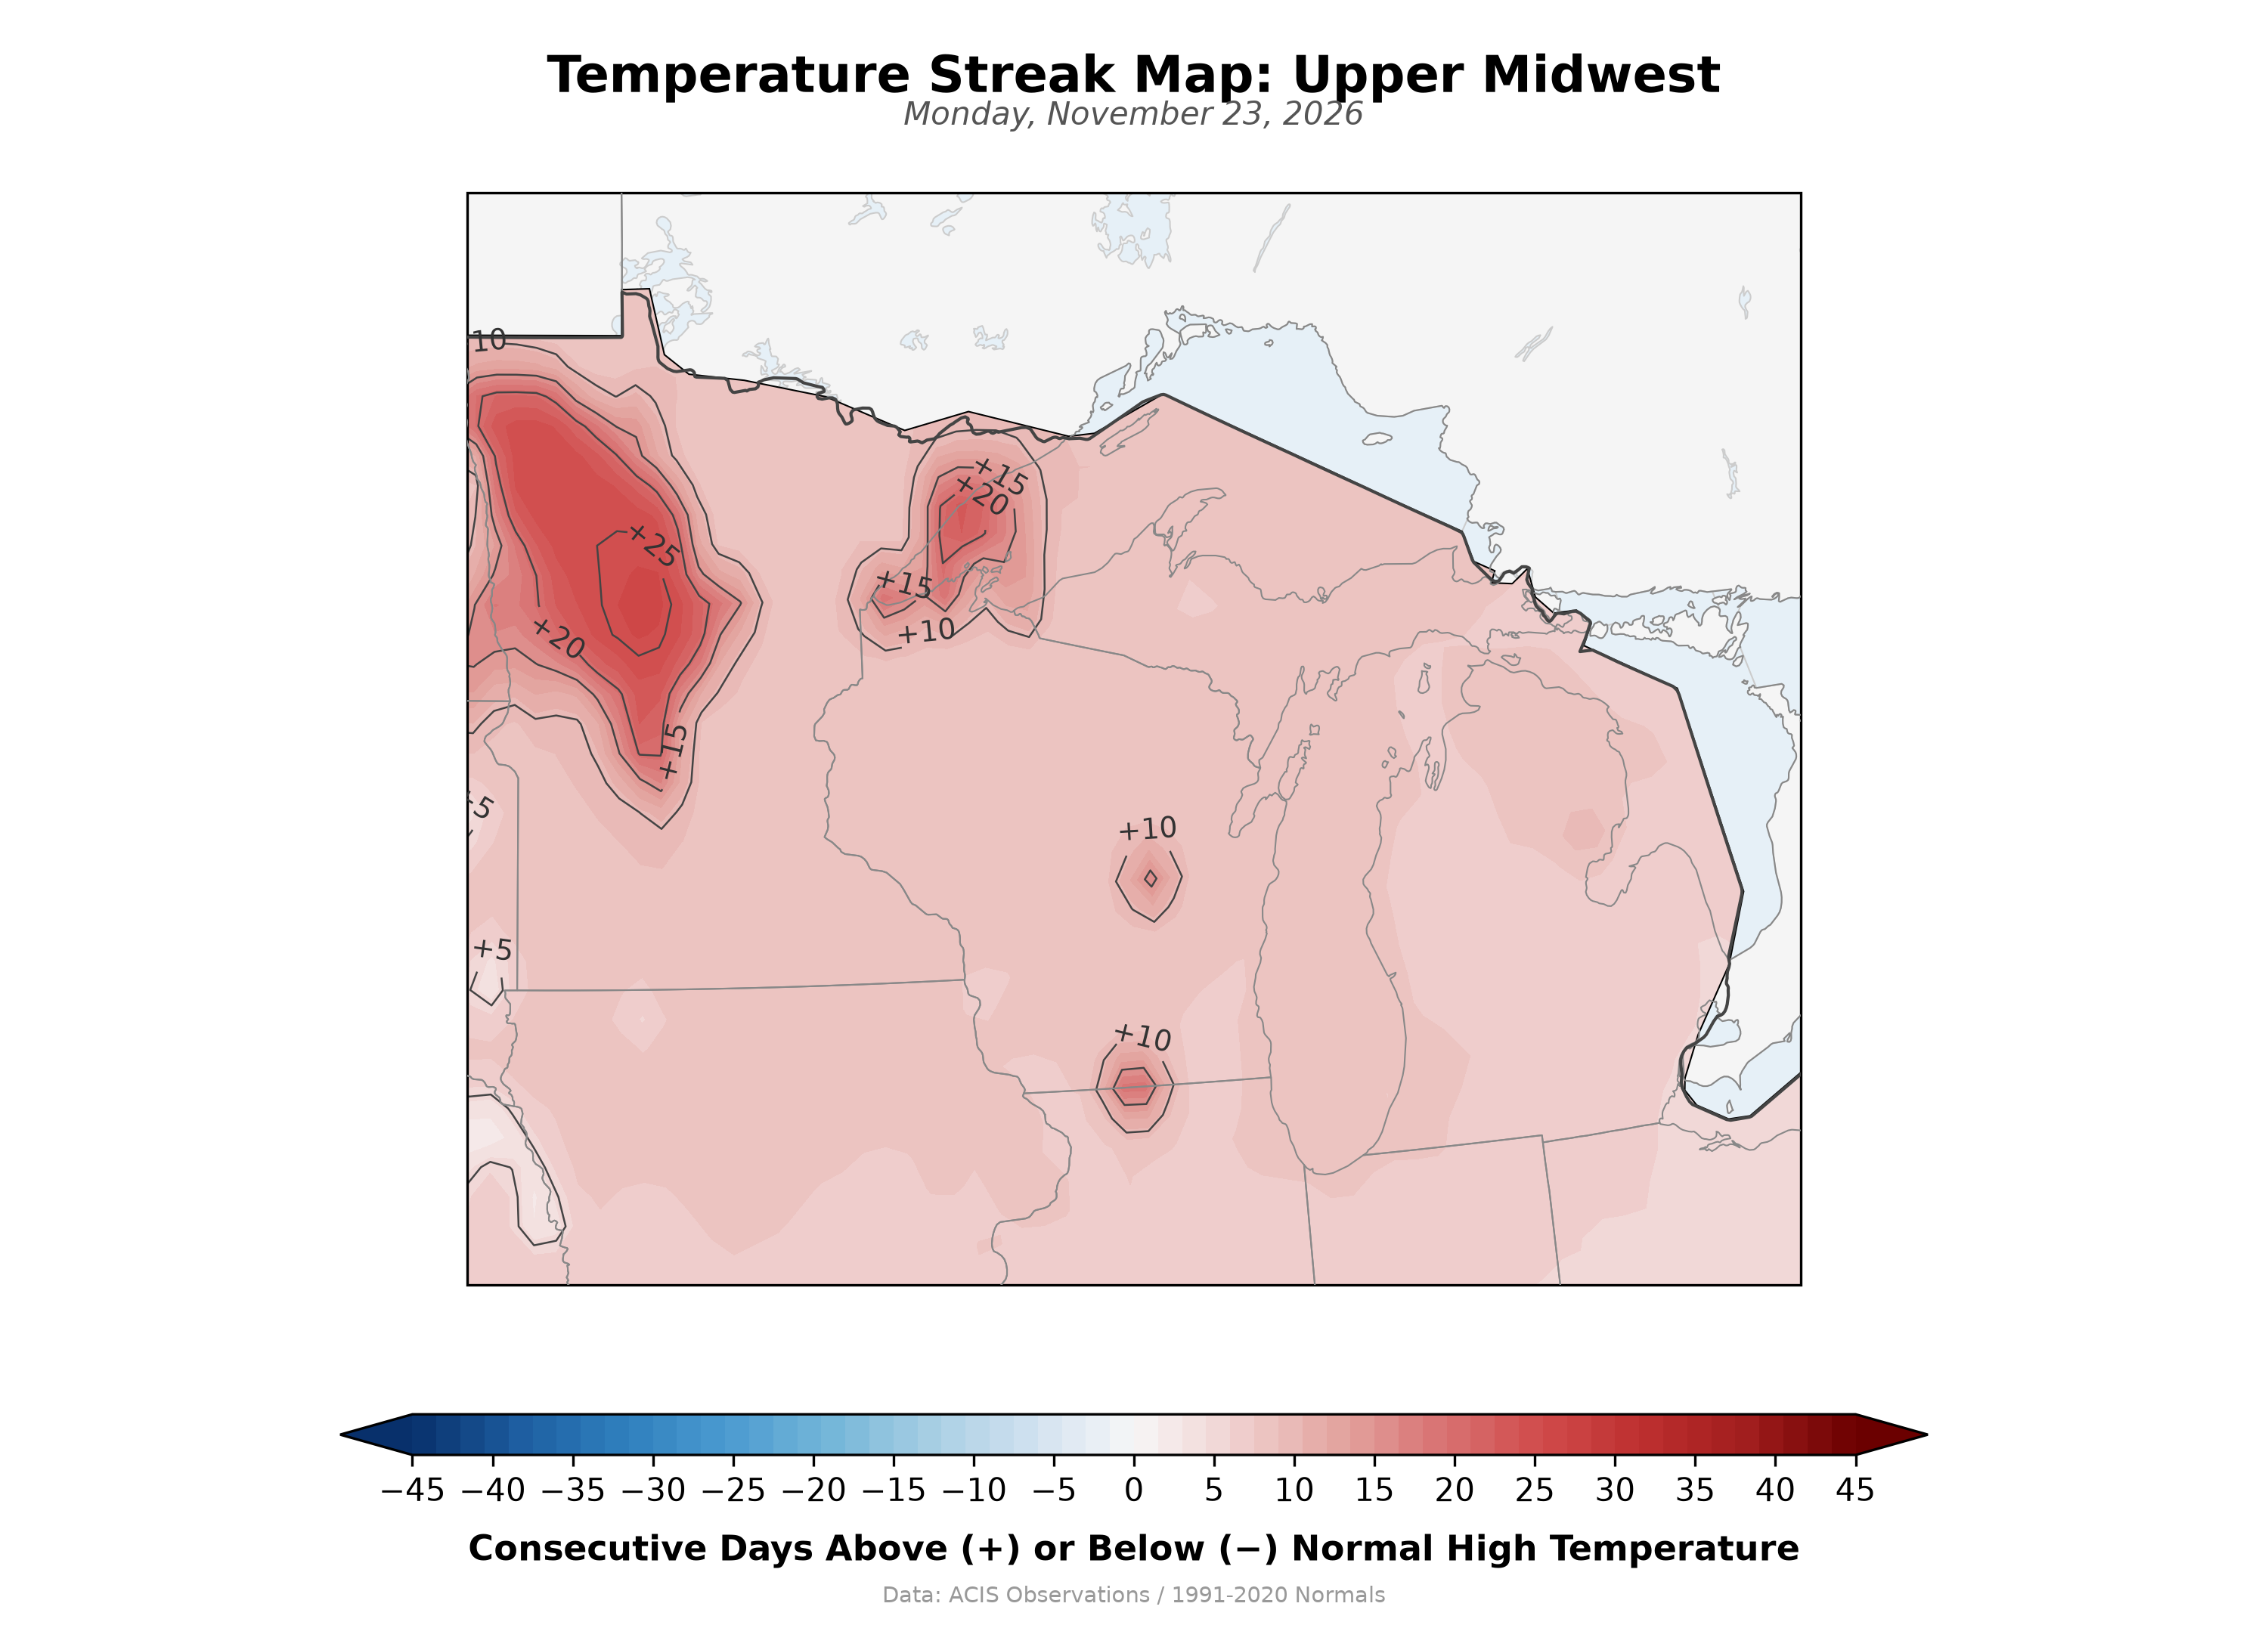 Temperature Streak Map: Upper Midwest
Monday, November 23, 2026
10
+15
+20
+25
+15
+20
+10
+15
+5
+10
+5
+10
−45 −40 −35 −30 −25 −20 −15 −10 −5 0 5 10 15 20 25 30 35 40 45
Consecutive Days Above (+) or Below (−) Normal High Temperature
Data: ACIS Observations / 1991-2020 Normals